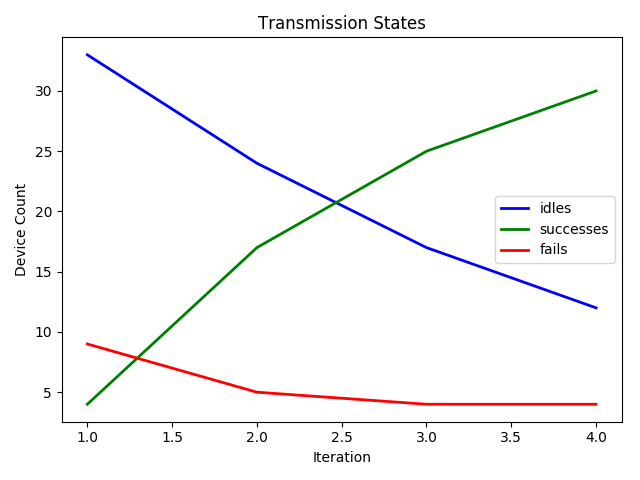 Transmission States
Device Count
30
25
20
15
10
5
idles
successes
fails
1.0 1.5 2.0 2.5 3.0 3.5 4.0
Iteration